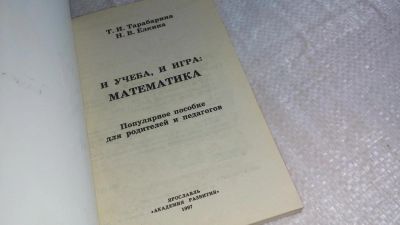 Т. И. Тарабарина
Н. В. Елкина
И УЧЕБА, И ИГРА:
МАТЕМАТИКА
Популярное пособие
для родителей и педагогов
ЯРОСЛАВЛЬ
«АКАДЕМИЯ РАЗВИТИЯ»
1997